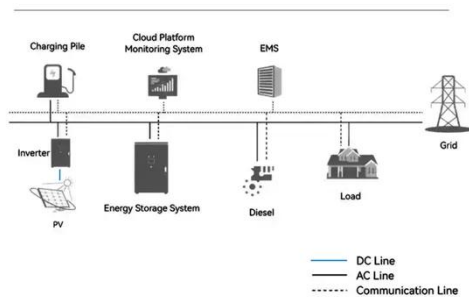 Charging Pile
Cloud Platform
Monitoring System
EMS
Inverter
PV
Energy Storage System
Diesel
Load
Grid
DC Line
AC Line
Communication Line